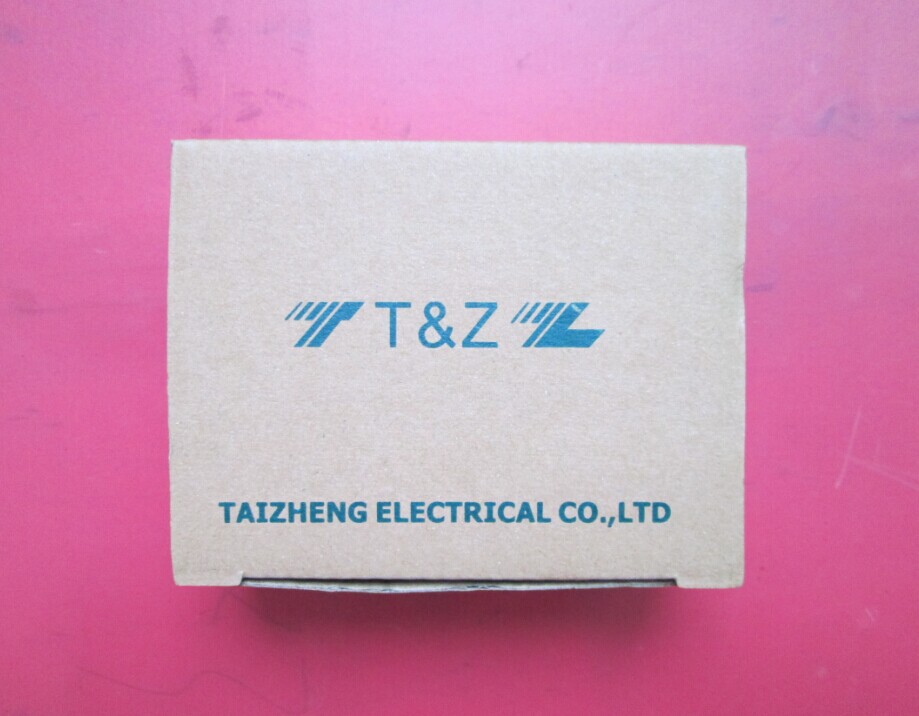 T T&Z Z
TAIZHENG ELECTRICAL CO.,LTD